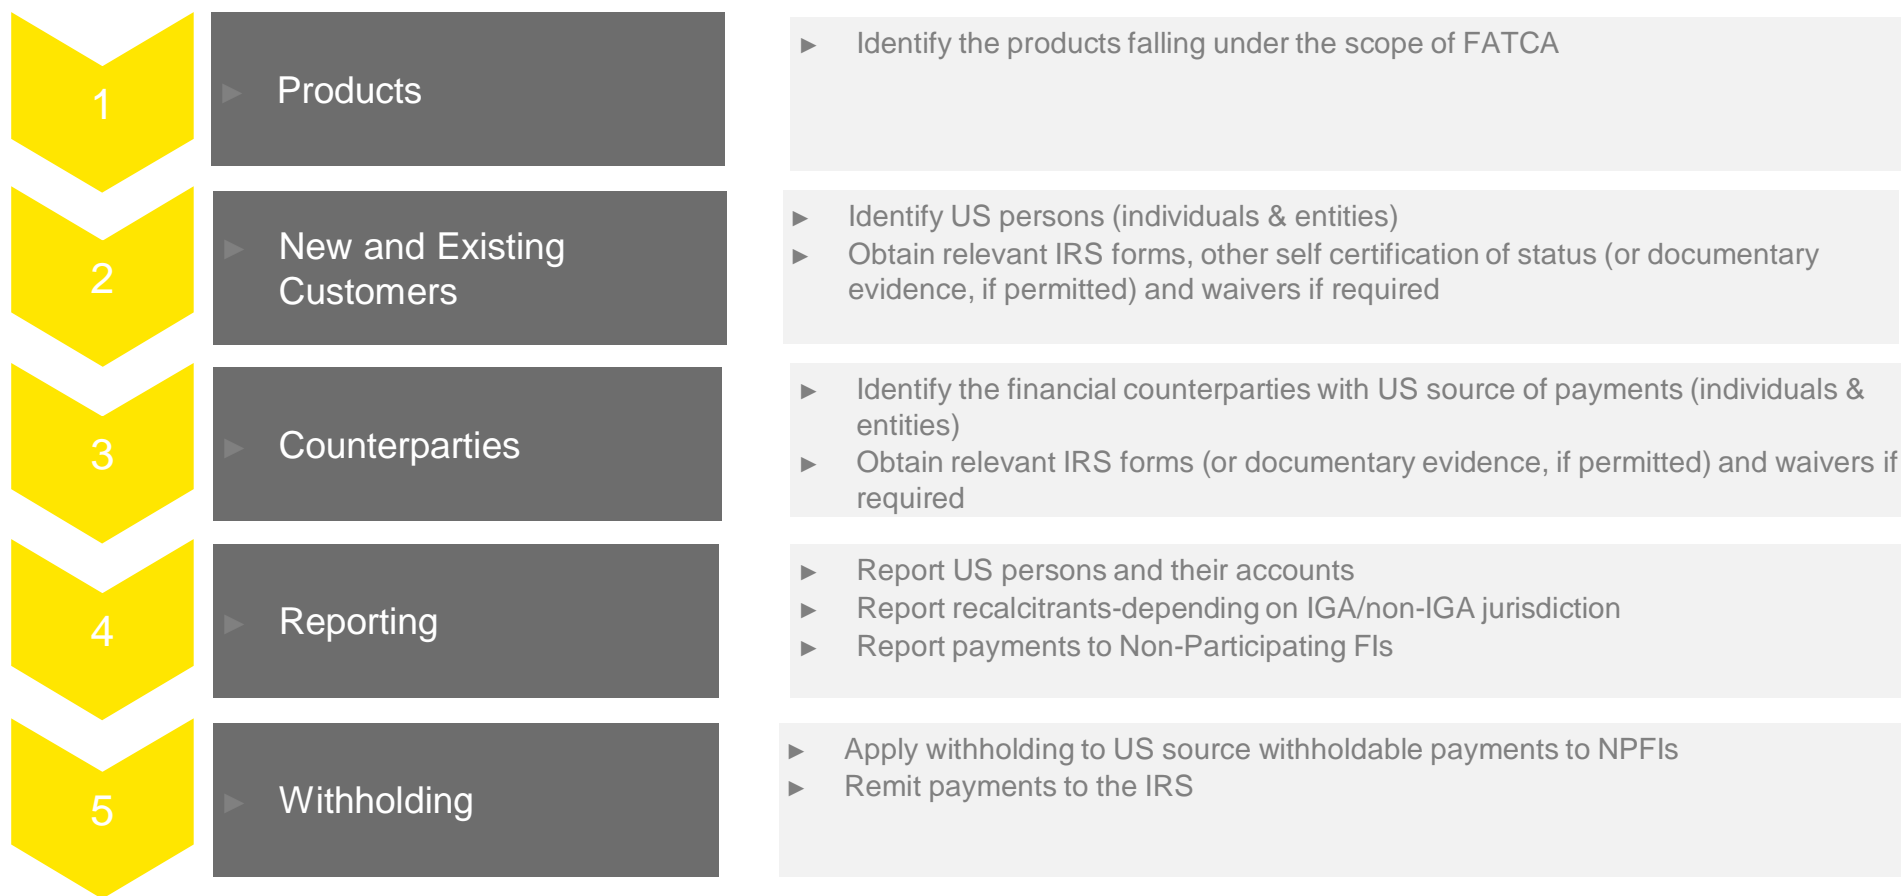 1
► Products
► Identify the products falling under the scope of FATCA
2
► New and Existing
Customers
► Identify US persons (individuals & entities)
► Obtain relevant IRS forms, other self certification of status (or documentary
evidence, if permitted) and waivers if required
3
► Counterparties
► Identify the financial counterparties with US source of payments (individuals &
entities)
► Obtain relevant IRS forms (or documentary evidence, if permitted) and waivers if
required
4
► Reporting
► Report US persons and their accounts
► Report recalcitrants-depending on IGA/non-IGA jurisdiction
► Report payments to Non-Participating FIs
5
► Withholding
► Apply withholding to US source withholdable payments to NPFIs
► Remit payments to the IRS